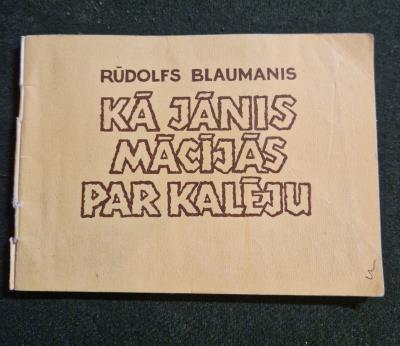 RŪDOLFS BLAUMANIS
KĀ JĀNIS
MĀCĪJĀS
PAR KALĒJU